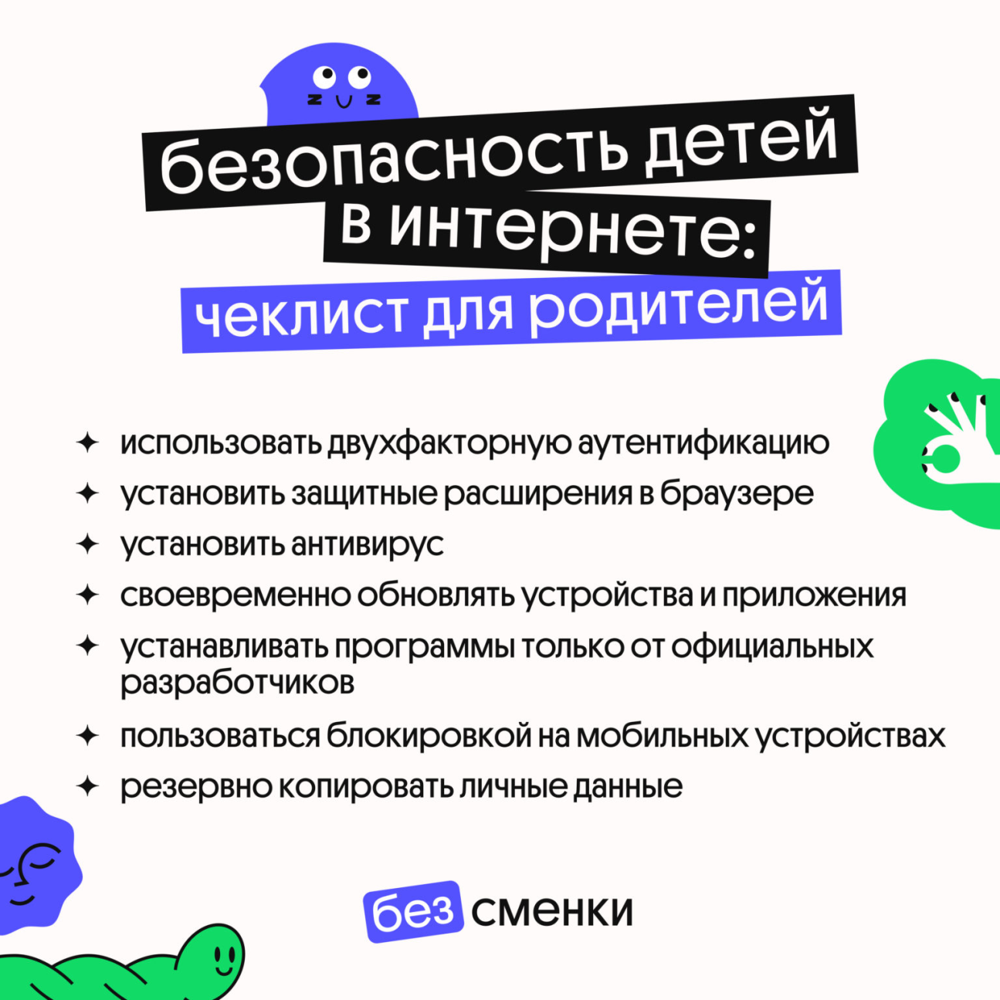 безопасность детей
в интернете:
чеклист для родителей
использовать двухфакторную аутентификацию
установить защитные расширения в браузере
установить антивирус
своевременно обновлять устройства и приложения
устанавливать программы только от официальных
разработчиков
пользоваться блокировкой на мобильных устройствах
резервно копировать личные данные
без сменки